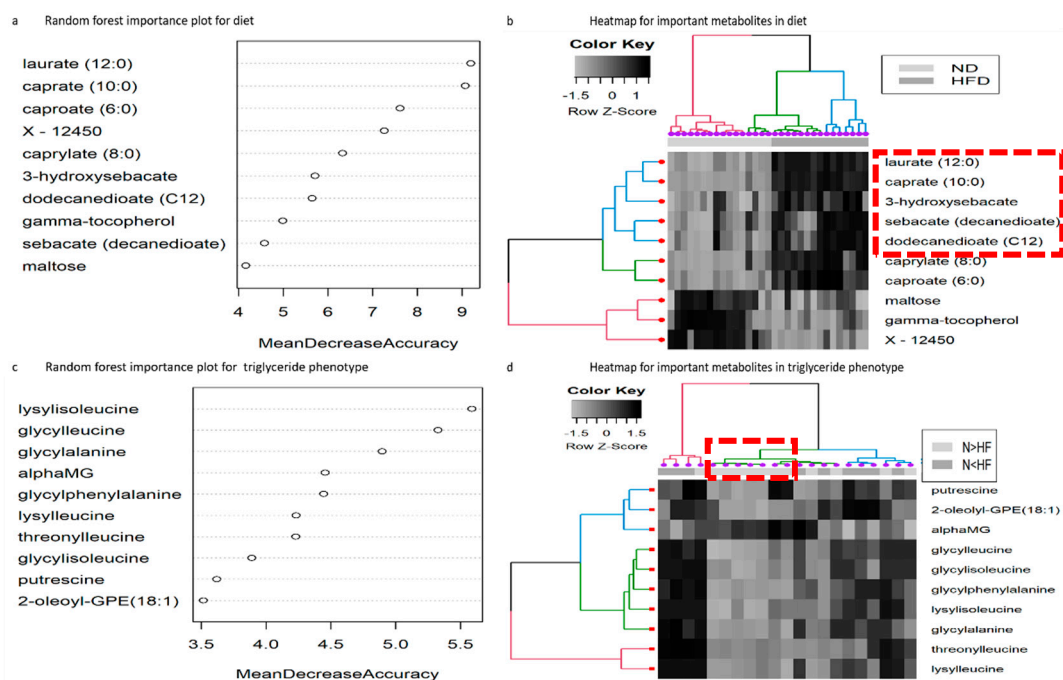 a Random forest importance plot for diet
laurate (12:0)
caprate (10:0)
caproate (6:0)
X - 12450
caprylate (8:0)
3-hydroxysebacate
dodecanedioate (C12)
gamma-tocopherol
sebacate (decanedioate)
maltose
4 5 6 7 8 9
MeanDecreaseAccuracy
b Heatmap for important metabolites in diet
Color Key
-1.5 0 1
Row Z-Score
ND
HFD
laurate (12:0)
caprate (10:0)
3-hydroxysebacate
sebacate (decanedioate)
dodecanedioate (C12)
caprylate (8:0)
caproate (6:0)
maltose
gamma-tocopherol
X - 12450
c Random forest importance plot for triglyceride phenotype
lysylisoleucine
glycylleucine
glycylalanine
alphaMG
glycylphenylalanine
lysylleucine
threonylleucine
glycylisoleucine
putrescine
2-oleoyl-GPE(18:1)
3.5 4.0 4.5 5.0 5.5
MeanDecreaseAccuracy
d Heatmap for important metabolites in triglyceride phenotype
Color Key
-1.5 0 1.5
Row Z-Score
N>HF
N<HF
putrescine
2-oleolyl-GPE(18:1)
alphaMG
glycylleucine
glycylisoleucine
glycylphenylalanine
lysylisoleucine
glycylalanine
threonylleucine
lysylleucine